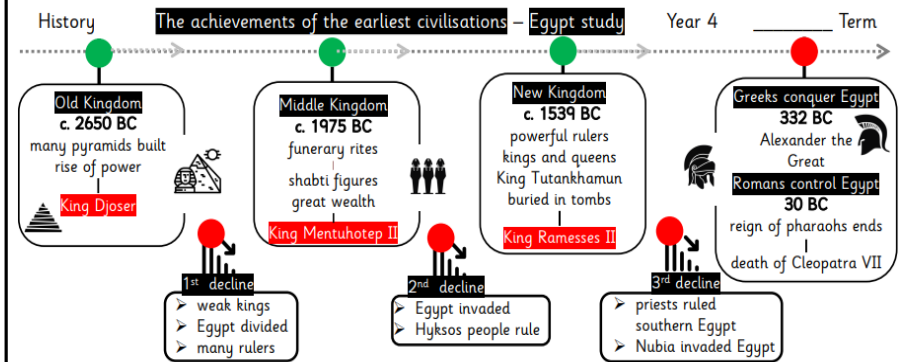 History
The achievements of the earliest civilisations – Egypt study
Year 4
________ Term
Old Kingdom
c. 2650 BC
many pyramids built
rise of power
King Djoser
1st decline
➢ weak kings
➢ Egypt divided
➢ many rulers
Middle Kingdom
c. 1975 BC
funerary rites
shabti figures
great wealth
King Mentuhotep II
2nd decline
➢ Egypt invaded
➢ Hyksos people rule
New Kingdom
c. 1539 BC
powerful rulers
kings and queens
King Tutankhamun
buried in tombs
King Ramesses II
3rd decline
➢ priests ruled
southern Egypt
➢ Nubia invaded Egypt
Greeks conquer Egypt
332 BC
Alexander the
Great
Romans control Egypt
30 BC
reign of pharaohs ends
death of Cleopatra VII